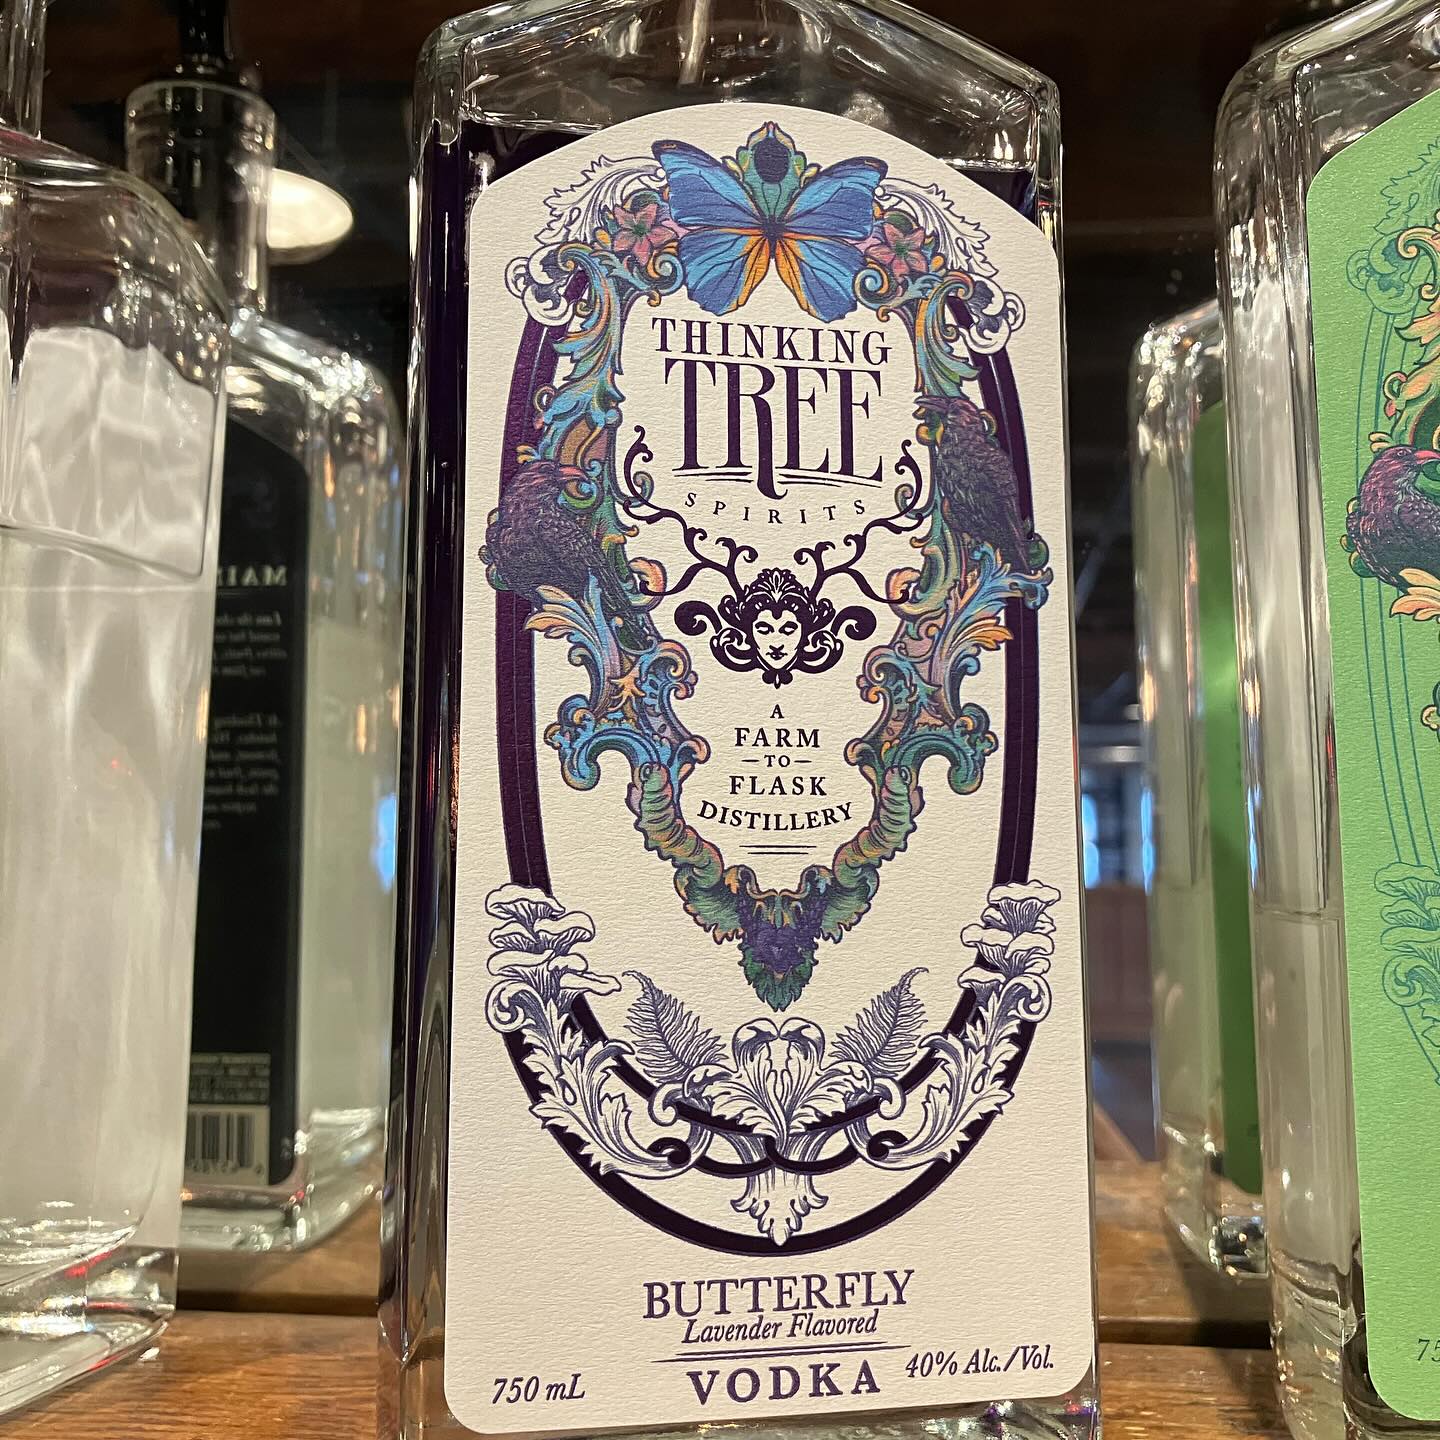 THINKING
TREE
SPIRITS
A
FARM
TO
FLASK
DISTILLERY
BUTTERFLY
Lavender Flavored
VODKA
750 mL
40% Alc./Vol.